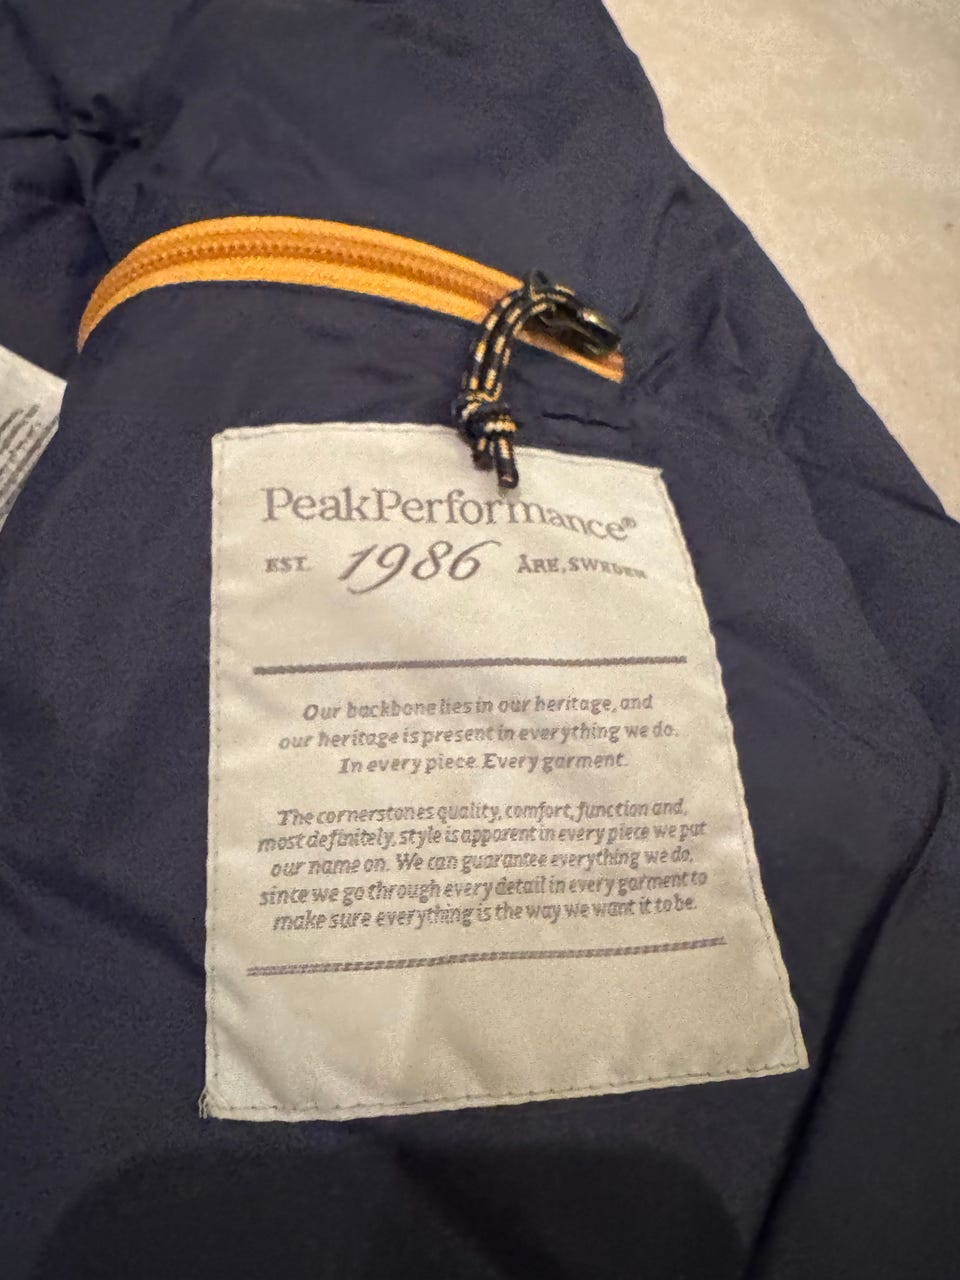 PeakPerformance®
EST. 1986 ÅRE, SWEDEN
Our backbone lies in our heritage, and
our heritage is present in everything we do.
In every piece. Every garment.
The cornerstones quality, comfort, function and,
most definitely, style is apparent in every piece we put
our name on. We can guarantee everything we do,
since we go through every detail in every garment to
make sure everything is the way we want it to be.